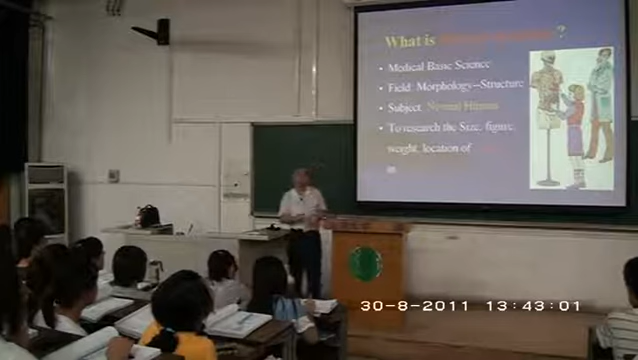 What is ?
• Medical Basic Science
• Field: Morphology—Structure
• Subject: Normal Human
• To research the Size, figure,
weight, location of
30-8-2011 13:43:01